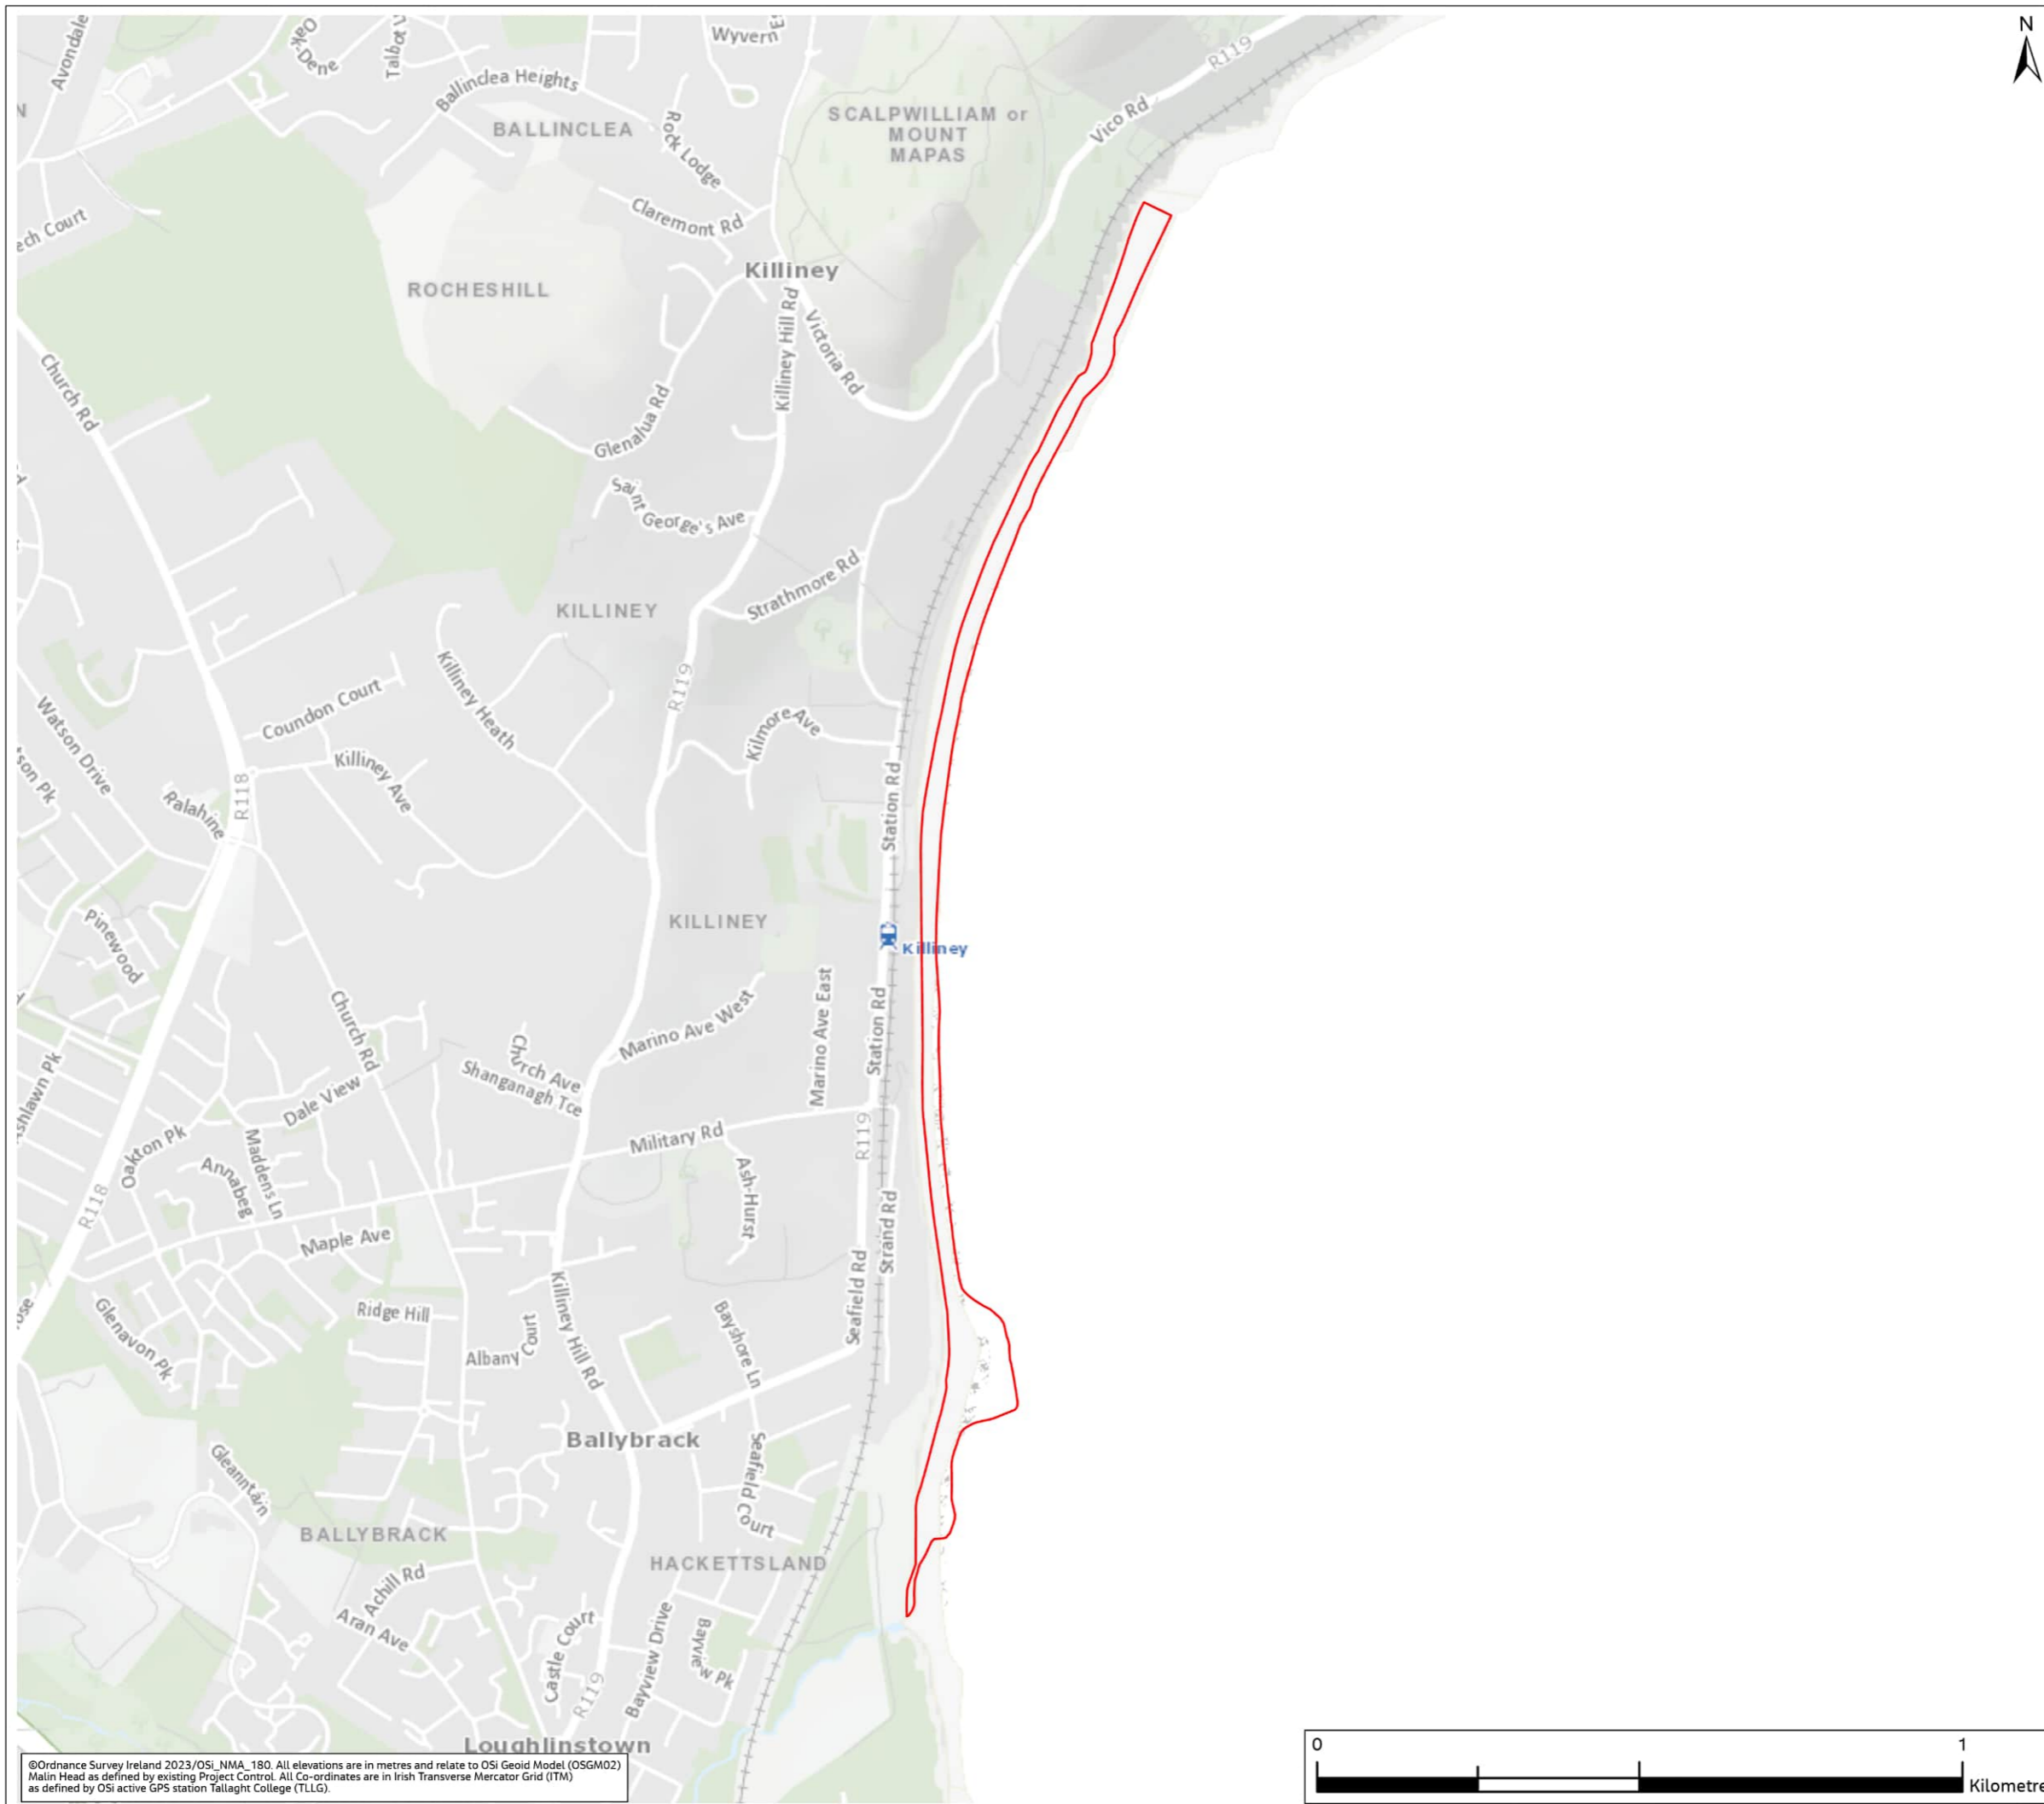 N
Avondale
Oak-Dene
Talbot
Wyvern
R119
Ballinclea Heights
BALLINCLEA
Rock Lodge
SCALPWILLIAM or
MOUNT
MAPAS
Vico Rd
N
Claremont Rd
ech Court
Killiney
ROCHESHILL
Killiney Hill Rd
Victoria Rd
Church Rd
Glenalua Rd
Saint George's Ave
Strathmore Rd
KILLINEY
R119
Killiney Heath
Coundon Court
Kilmore Ave
Watson Drive
son Pk
Killiney Ave
R118
Ralahine
Station Rd
Pinewood
KILLINEY
Killiney
Marino Ave East
Marino Ave West
Station Rd
Church Rd
Church Ave
Shanganagh Tce
shlawn Pk
Dale View
Oakton Pk
Maddens Ln
Annabeg
Military Rd
R119
Ash-Hurst
R118
Strand Rd
Maple Ave
Seafield Rd
ose
Glenavon Pk
Ridge Hill
Killiney Hill Rd
Albany Court
Bayshore Ln
Ballybrack
Seafield Court
Gleanntáin
BALLYBRACK
HACKETTSLAND
Achill Rd
Aran Ave
Castle Court
Bayview Drive
Bayview Pk
R119
Loughlinstown
©Ordnance Survey Ireland 2023/OSi_NMA_180. All elevations are in metres and relate to OSi Geoid Model (OSGM02)
Malin Head as defined by existing Project Control. All Co-ordinates are in Irish Transverse Mercator Grid (ITM)
as defined by OSi active GPS station Tallaght College (TLLG).
0 1
Kilometre